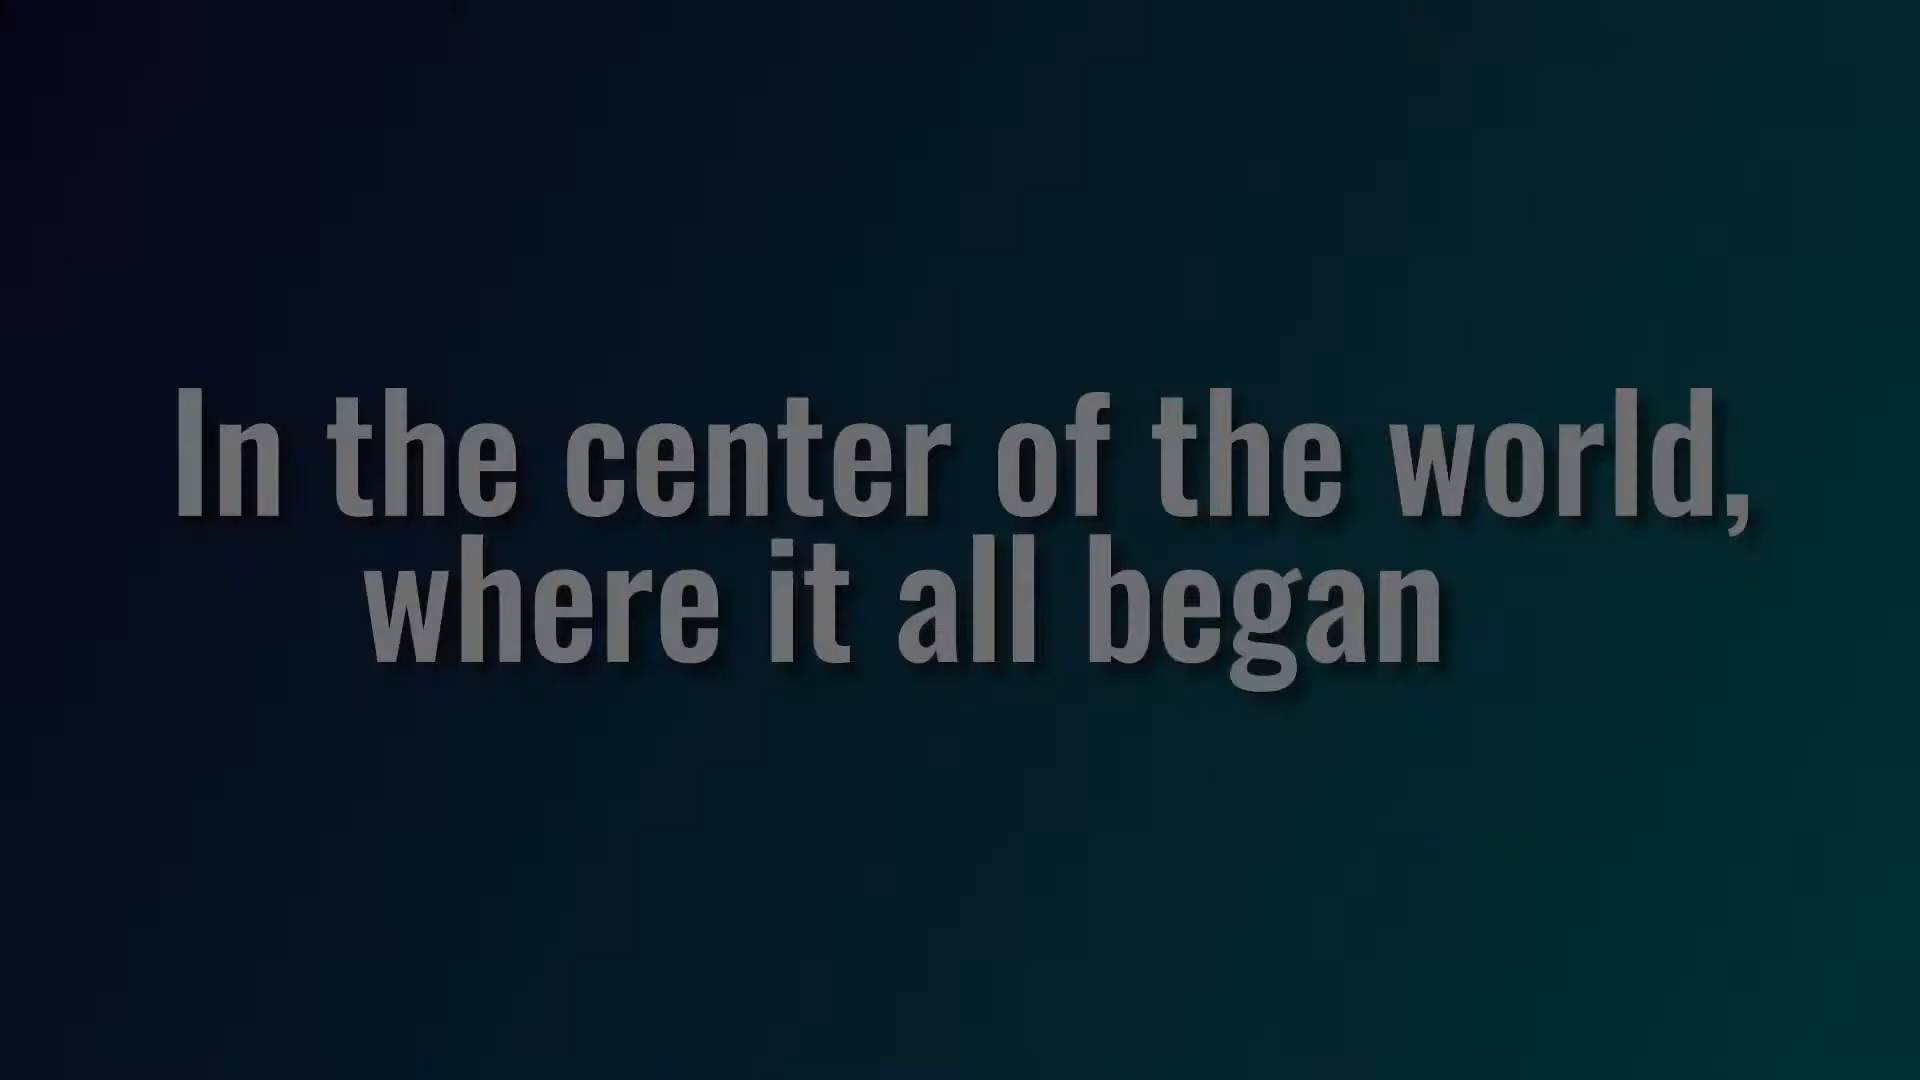 In the center of the world,
where it all began